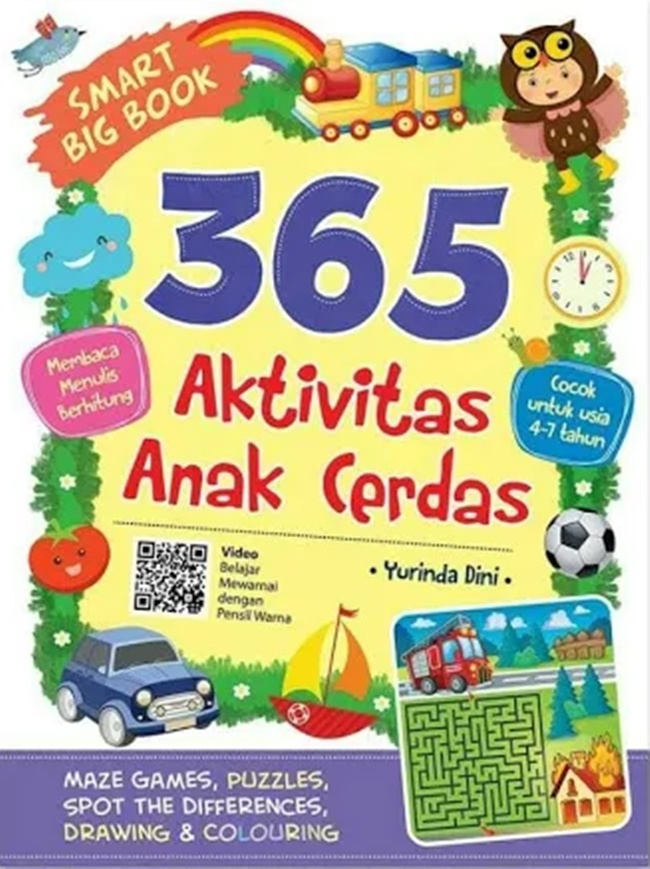 SMART
BIG BOOK
365
Aktivitas
Anak Cerdas
Membaca
Menulis
Berhitung
Cocok
untuk usia
4-7 tahun
Video
Belajar
Mewarnai
dengan
Pensil Warna
• Yurinda Dini •
MAZE GAMES, PUZZLES,
SPOT THE DIFFERENCES,
DRAWING & COLOURING